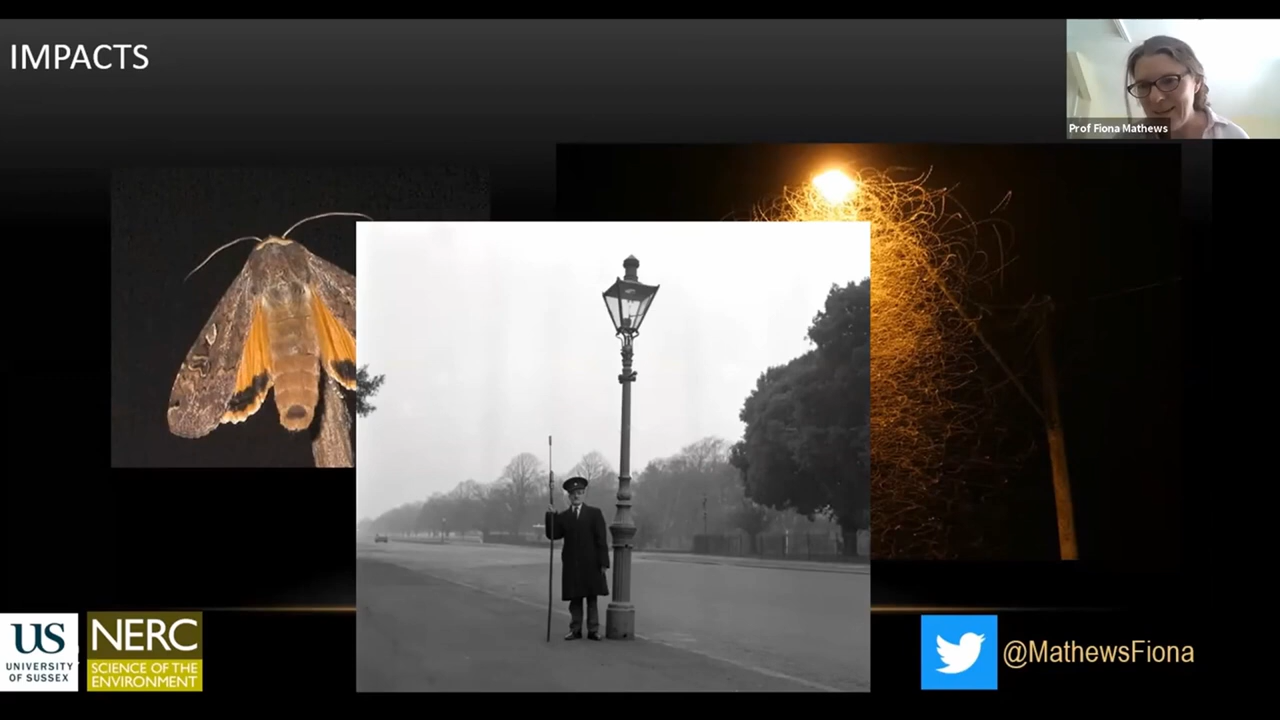 IMPACTS
Prof Fiona Mathews
US
UNIVERSITY
OF SUSSEX
NERC
SCIENCE OF THE
ENVIRONMENT
@MathewsFiona